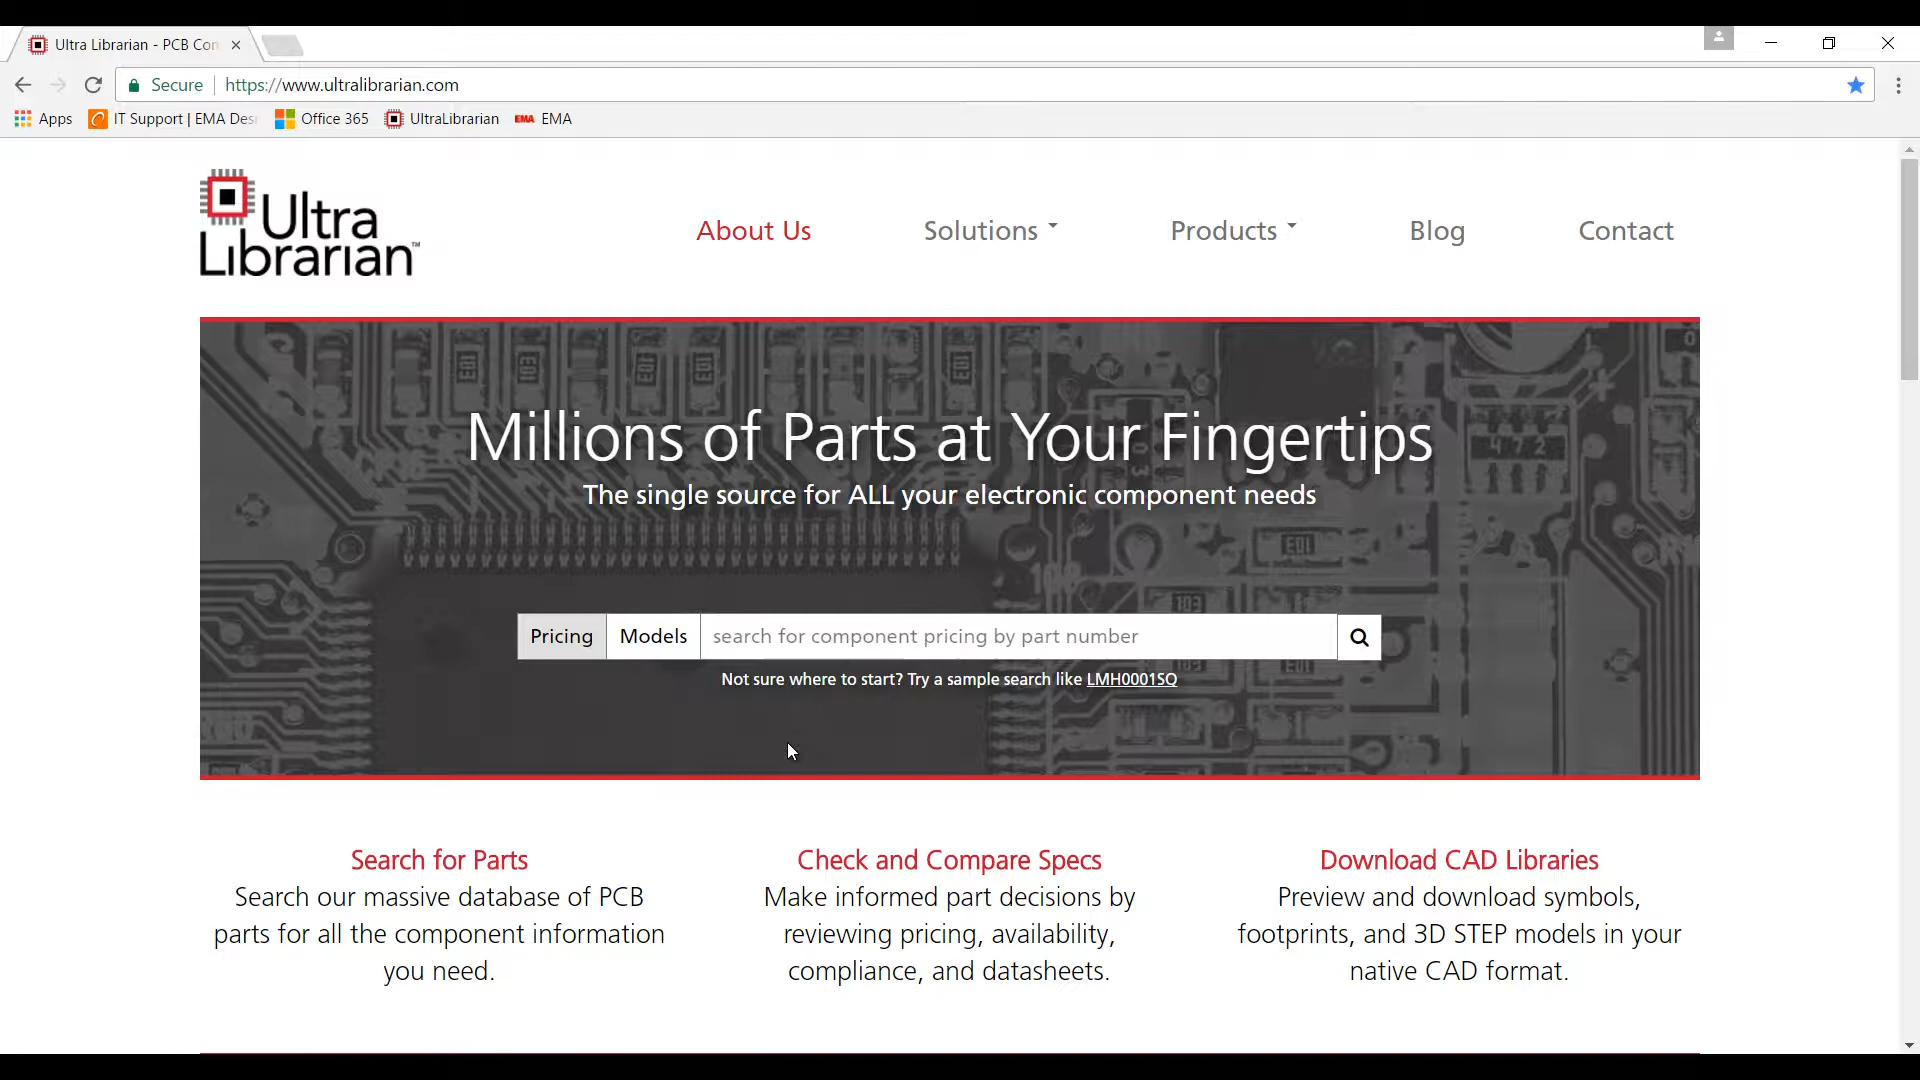 Ultra Librarian - PCB Con
Secure https://www.ultralibrarian.com
Apps IT Support | EMA Des Office 365 UltraLibrarian EMA EMA
Ultra
Librarian™
About Us Solutions Products Blog Contact
Millions of Parts at Your Fingertips
The single source for ALL your electronic component needs
Pricing Models search for component pricing by part number
Not sure where to start? Try a sample search like LMH0001SQ
Search for Parts
Search our massive database of PCB
parts for all the component information
you need.
Check and Compare Specs
Make informed part decisions by
reviewing pricing, availability,
compliance, and datasheets.
Download CAD Libraries
Preview and download symbols,
footprints, and 3D STEP models in your
native CAD format.